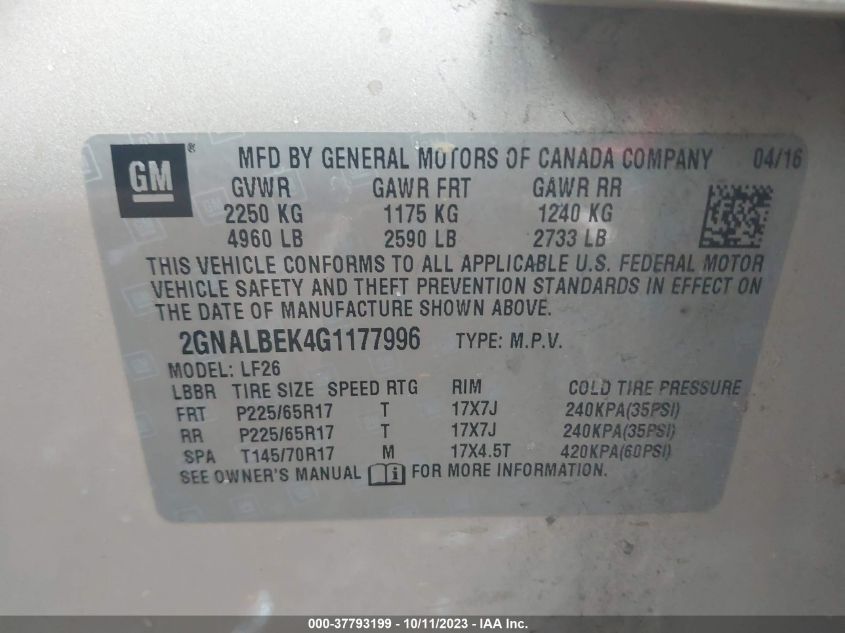 GM ® MFD BY GENERAL MOTORS OF CANADA COMPANY 04/16
GVWR GAWR FRT GAWR RR
2250 KG 1175 KG 1240 KG
4960 LB 2590 LB 2733 LB
THIS VEHICLE CONFORMS TO ALL APPLICABLE U.S. FEDERAL MOTOR
VEHICLE SAFETY AND THEFT PREVENTION STANDARDS IN EFFECT ON
THE DATE OF MANUFACTURE SHOWN ABOVE.
2GNALBEK4G1177996 TYPE: M.P.V.
MODEL: LF26
LBBR TIRE SIZE SPEED RTG RIM COLD TIRE PRESSURE
FRT P225/65R17 T 17X7J 240KPA(35PSI)
RR P225/65R17 T 17X7J 240KPA(35PSI)
SPA T145/70R17 M 17X4.5T 420KPA(60PSI)
SEE OWNER'S MANUAL i FOR MORE INFORMATION.
000-37793199 - 10/11/2023 - IAA Inc.